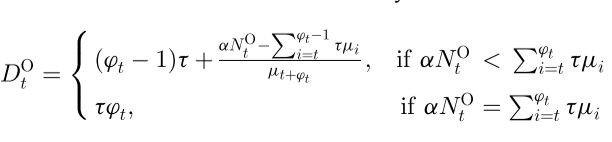 D_t^O = { (φ_t − 1)τ + (αN_t^O − ∑_{i=t}^{φ_t−1} τμ_i) / μ_{t+φ_t}, if αN_t^O < ∑_{i=t}^{φ_t} τμ_i
τφ_t, if αN_t^O = ∑_{i=t}^{φ_t} τμ_i